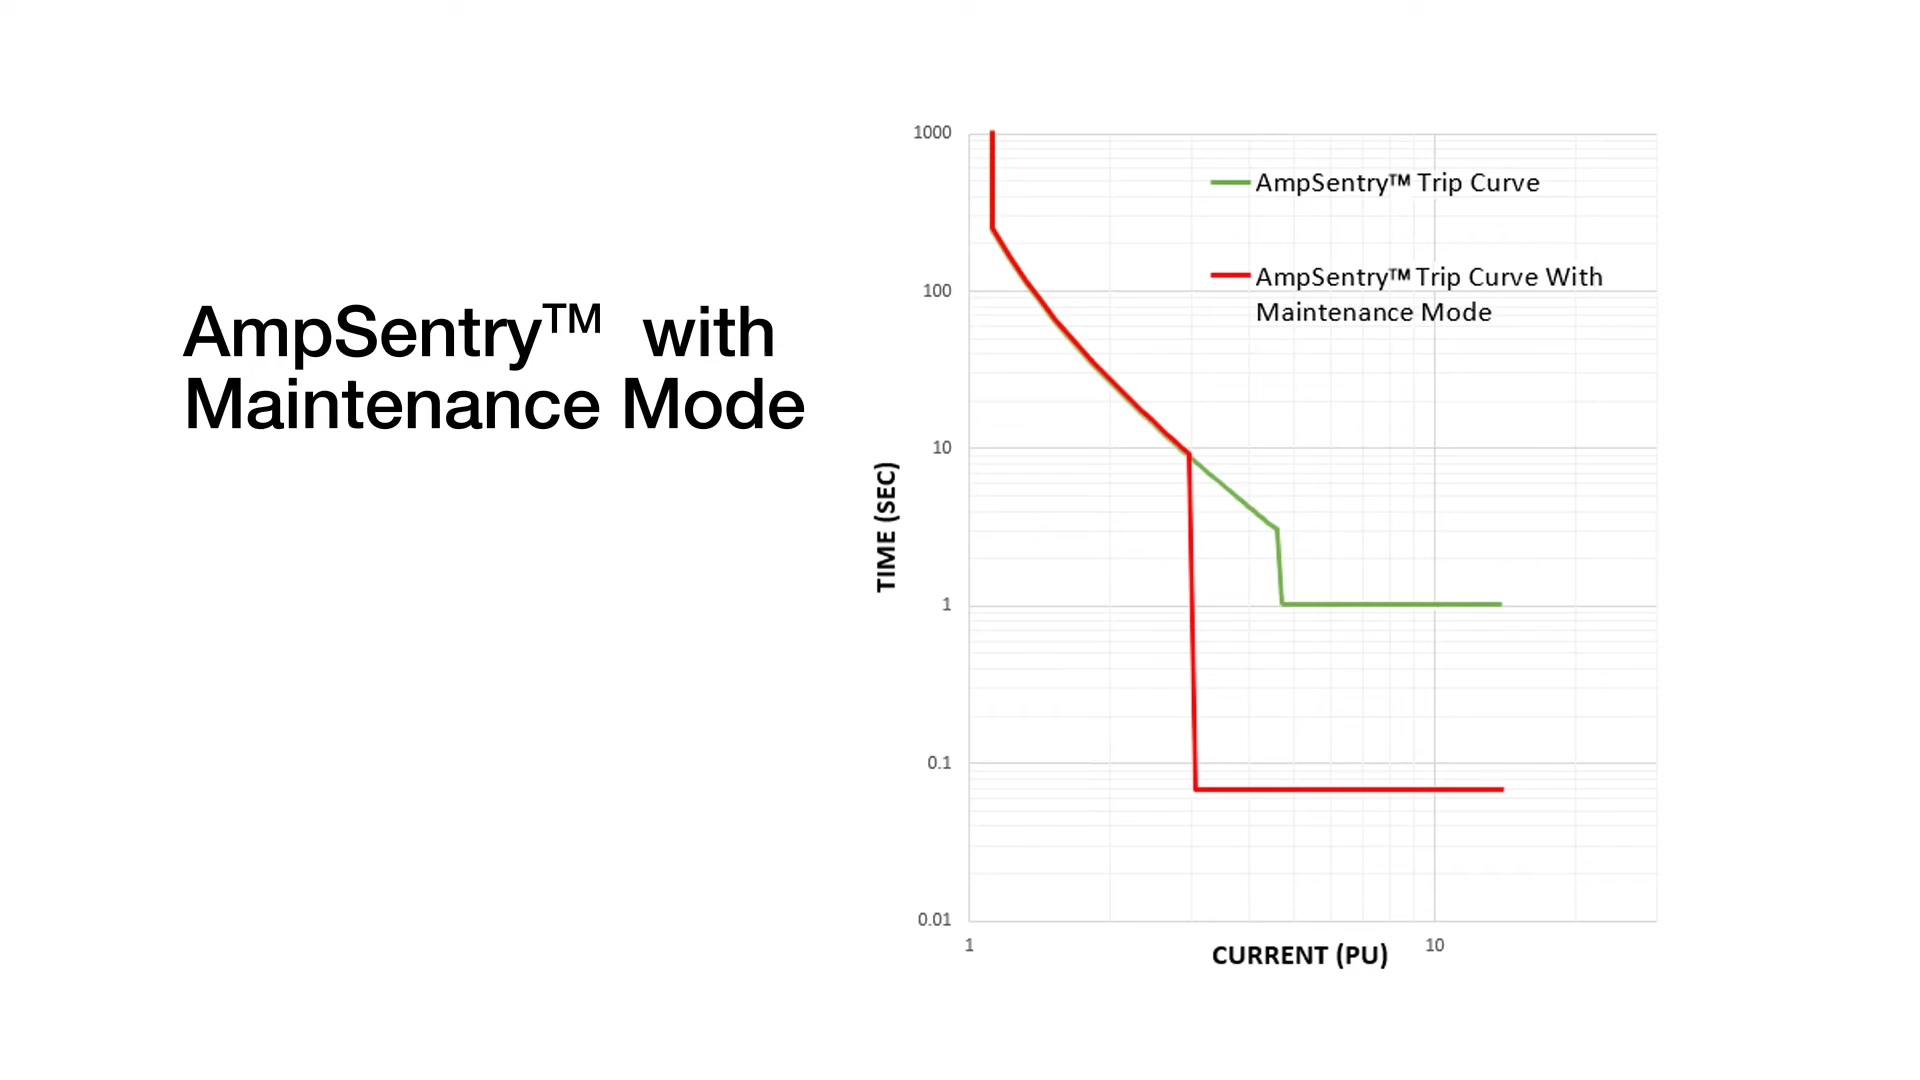 AmpSentry™ with
Maintenance Mode
1000
100
10
1
0.1
0.01
TIME (SEC)
AmpSentry™ Trip Curve
AmpSentry™ Trip Curve With
Maintenance Mode
1
10
CURRENT (PU)